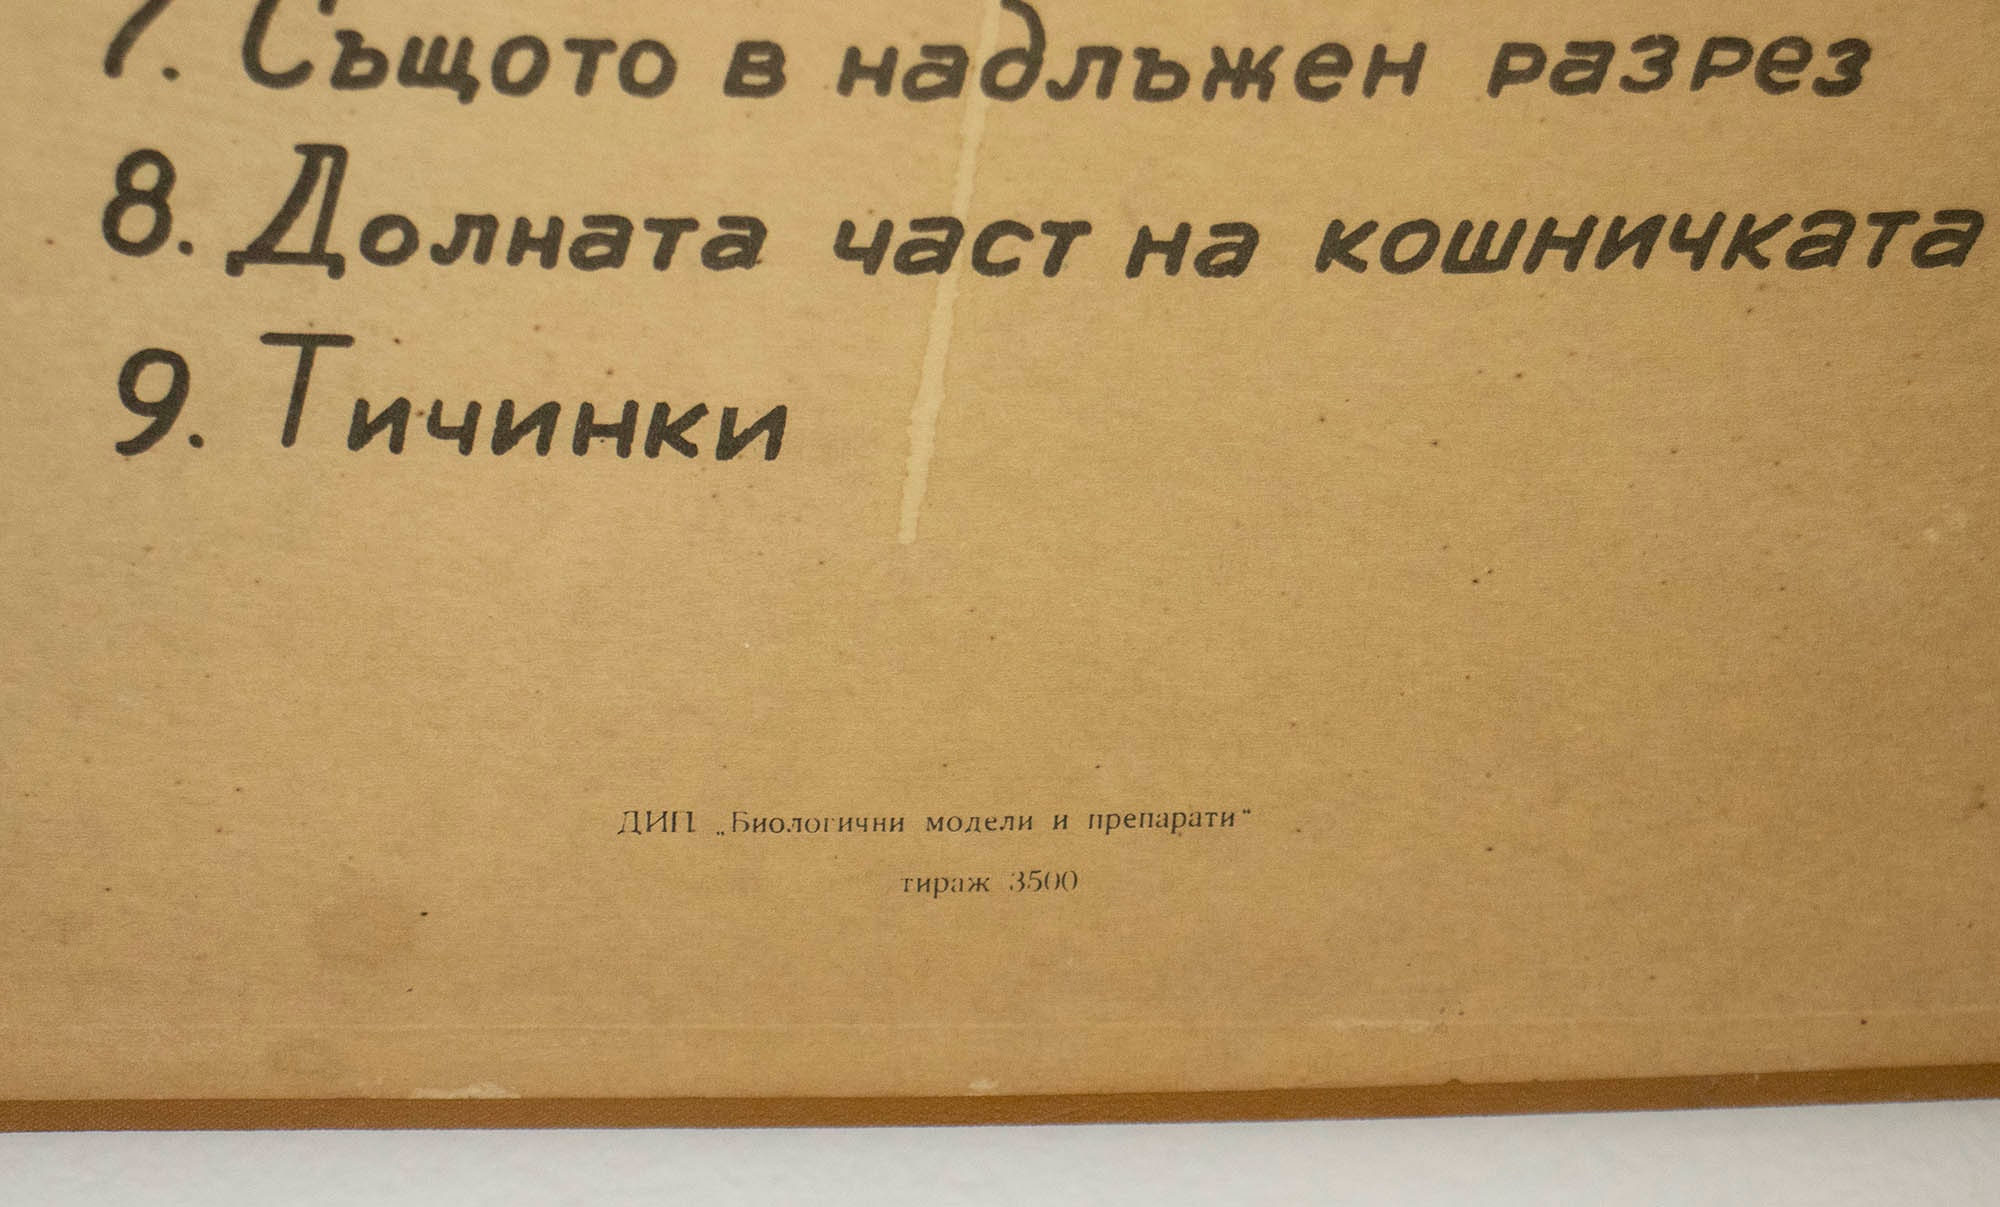 7. Същото в надлъжен разрез
8. Долната част на кошничката
9. Тичинки
ДИП „Биологични модели и препарати“
тираж 3500